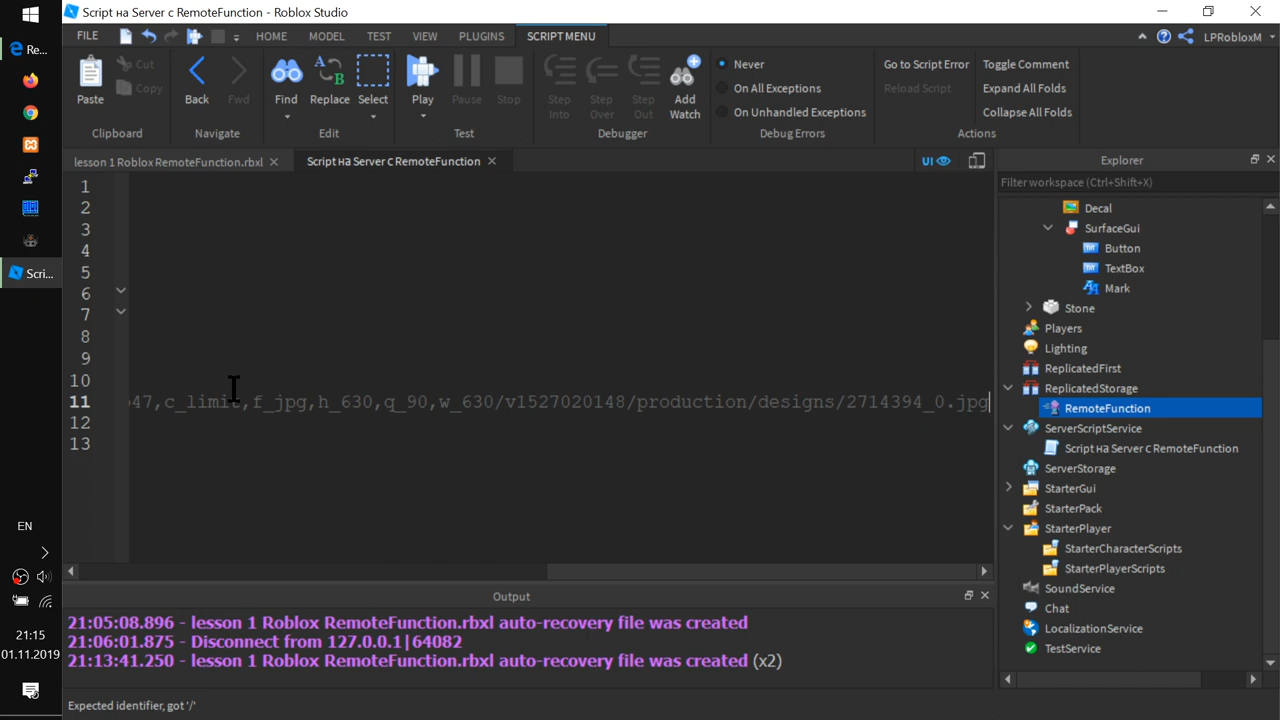 Script на Server с RemoteFunction - Roblox Studio
FILE HOME MODEL TEST VIEW PLUGINS SCRIPT MENU LPRobloxM
Cut
Copy
Paste Back Fwd Find Replace Select Play Pause Stop
Step Into Step Over Step Out Add Watch
Never
On All Exceptions
On Unhandled Exceptions
Go to Script Error Toggle Comment
Reload Script Expand All Folds
Collapse All Folds
Clipboard Navigate Edit Test Debugger Debug Errors Actions
lesson 1 Roblox RemoteFunction.rbxl Script на Server с RemoteFunction UI
1
2
3
4
5
6
7
8
9
10
11 47,c_limit,f_jpg,h_630,q_90,w_630/v1527020148/production/designs/2714394_0.jpg
12
13
Explorer
Filter workspace (Ctrl+Shift+X)
Decal
SurfaceGui
Button
TextBox
Mark
Stone
Players
Lighting
ReplicatedFirst
ReplicatedStorage
RemoteFunction
ServerScriptService
Script на Server с RemoteFunction
ServerStorage
StarterGui
StarterPack
StarterPlayer
StarterCharacterScripts
StarterPlayerScripts
SoundService
Chat
LocalizationService
TestService
Output
21:05:08.896 - lesson 1 Roblox RemoteFunction.rbxl auto-recovery file was created
21:06:01.875 - Disconnect from 127.0.0.1|64082
21:13:41.250 - lesson 1 Roblox RemoteFunction.rbxl auto-recovery file was created (x2)
Expected identifier, got '/'
Re...
Scri...
EN
21:15
01.11.2019